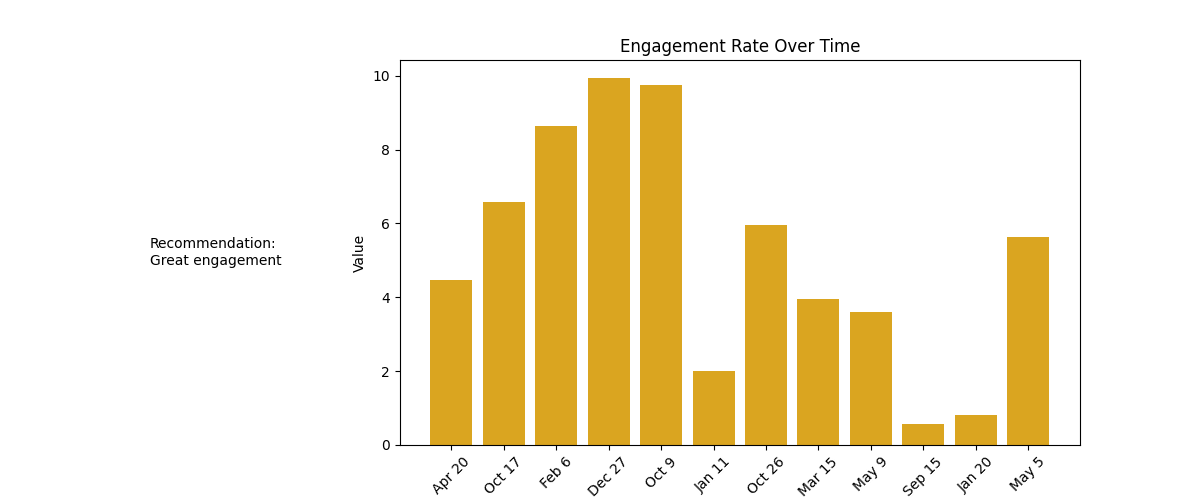 Engagement Rate Over Time
Recommendation:
Great engagement
Value
10
8
6
4
2
0
Apr 20
Oct 17
Feb 6
Dec 27
Oct 9
Jan 11
Oct 26
Mar 15
May 9
Sep 15
Jan 20
May 5